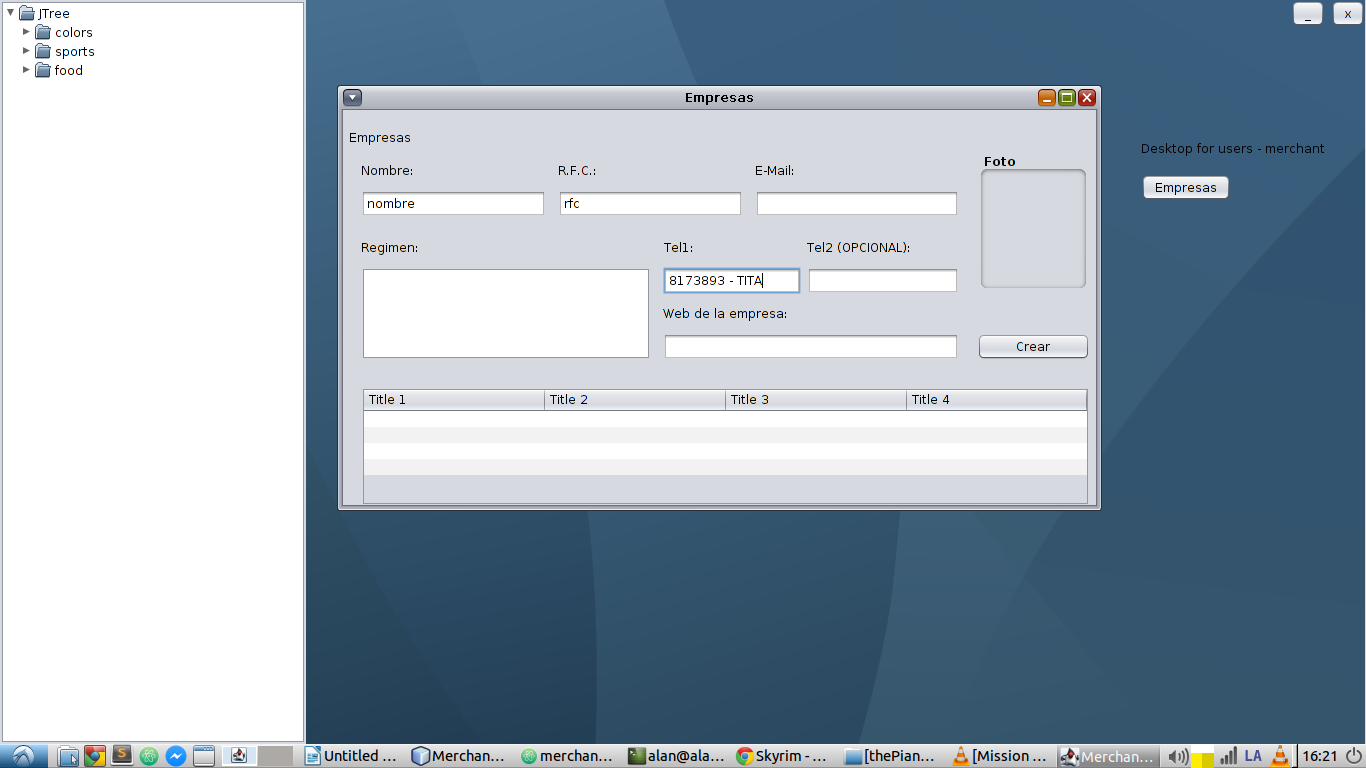 JTree
colors
sports
food
_ x
Empresas
Empresas
Nombre: R.F.C.: E-Mail: Foto
nombre rfc
Regimen: Tel1: Tel2 (OPCIONAL):
8173893 - TITA
Web de la empresa:
Crear
Title 1 Title 2 Title 3 Title 4
Desktop for users - merchant
Empresas
Untitled ... Merchan... merchan... alan@ala... Skyrim - ... [thePian... [Mission ... Merchan... LA 16:21